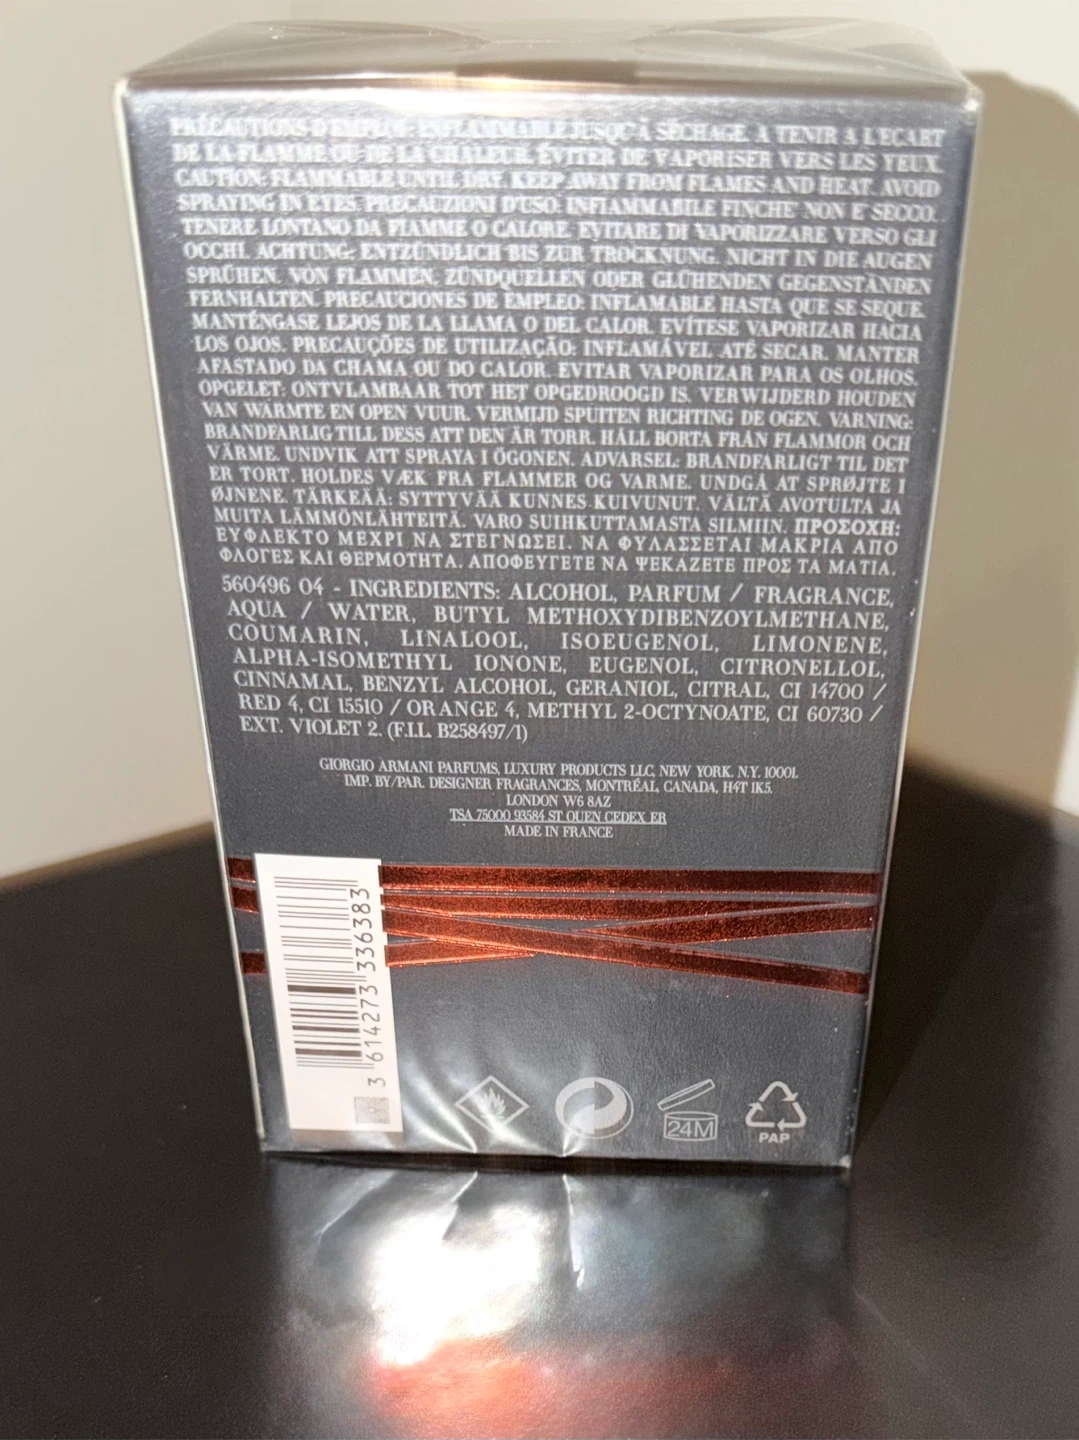 PRÉCAUTIONS D'EMPLOI: INFLAMMABLE JUSQU'À SÉCHAGE. A TENIR A L'ECART
DE LA FLAMME OU DE LA CHALEUR. ÉVITER DE VAPORISER VERS LES YEUX.
CAUTION: FLAMMABLE UNTIL DRY. KEEP AWAY FROM FLAMES AND HEAT. AVOID
SPRAYING IN EYES. PRECAUZIONI D'USO: INFIAMMABILE FINCHE' NON E' SECCO.
TENERE LONTANO DA FIAMME O CALORE. EVITARE DI VAPORIZZARE VERSO GLI
OCCHI. ACHTUNG: ENTZÜNDLICH BIS ZUR TROCKNUNG. NICHT IN DIE AUGEN
SPRÜHEN. VON FLAMMEN, ZÜNDQUELLEN ODER GLÜHENDEN GEGENSTÄNDEN
FERNHALTEN. PRECAUCIONES DE EMPLEO: INFLAMABLE HASTA QUE SE SEQUE.
MANTÉNGASE LEJOS DE LA LLAMA O DEL CALOR. EVÍTESE VAPORIZAR HACIA
LOS OJOS. PRECAUÇÕES DE UTILIZAÇÃO: INFLAMÁVEL ATÉ SECAR. MANTER
AFASTADO DA CHAMA OU DO CALOR. EVITAR VAPORIZAR PARA OS OLHOS.
OPGELET: ONTVLAMBAAR TOT HET OPGEDROOGD IS. VERWIJDERD HOUDEN
VAN WARMTE EN OPEN VUUR. VERMIJD SPUITEN RICHTING DE OGEN. VARNING:
BRANDFARLIG TILL DESS ATT DEN ÄR TORR. HÅLL BORTA FRÅN FLAMMOR OCH
VÄRME. UNDVIK ATT SPRAYA I ÖGONEN. ADVARSEL: BRANDFARLIGT TIL DET
ER TØRT. HOLDES VÆK FRA FLAMMER OG VARME. UNDGÅ AT SPRØJTE I
ØJNENE. TÄRKEÄÄ: SYTTYVÄÄ KUNNES KUIVUNUT. VÄLTÄ AVOTULTA JA
MUITA LÄMMÖNLÄHTEITÄ. VARO SUIHKUTTAMASTA SILMIIN. ΠΡΟΣΟΧΗ:
ΕΥΦΛΕΚΤΟ ΜΕΧΡΙ ΝΑ ΣΤΕΓΝΩΣΕΙ. ΝΑ ΦΥΛΑΣΣΕΤΑΙ ΜΑΚΡΙΑ ΑΠΟ
ΦΛΟΓΕΣ ΚΑΙ ΘΕΡΜΟΤΗΤΑ. ΑΠΟΦΕΥΓΕΤΕ ΝΑ ΨΕΚΑΖΕΤΕ ΠΡΟΣ ΤΑ ΜΑΤΙΑ.
560496 04 - INGREDIENTS: ALCOHOL, PARFUM / FRAGRANCE,
AQUA / WATER, BUTYL METHOXYDIBENZOYLMETHANE,
COUMARIN, LINALOOL, ISOEUGENOL, LIMONENE,
ALPHA-ISOMETHYL IONONE, EUGENOL, CITRONELLOL,
CINNAMAL, BENZYL ALCOHOL, GERANIOL, CITRAL, CI 14700 /
RED 4, CI 15510 / ORANGE 4, METHYL 2-OCTYNOATE, CI 60730 /
EXT. VIOLET 2. (F.I.L. B258497/1)
GIORGIO ARMANI PARFUMS, LUXURY PRODUCTS LLC, NEW YORK. N.Y. 10001.
IMP. BY/PAR. DESIGNER FRAGRANCES, MONTRÉAL, CANADA, H4T 1K5.
LONDON W6 8AZ
TSA 75000 93584 ST OUEN CEDEX FR
MADE IN FRANCE
3 614273 336383
24M
PAP